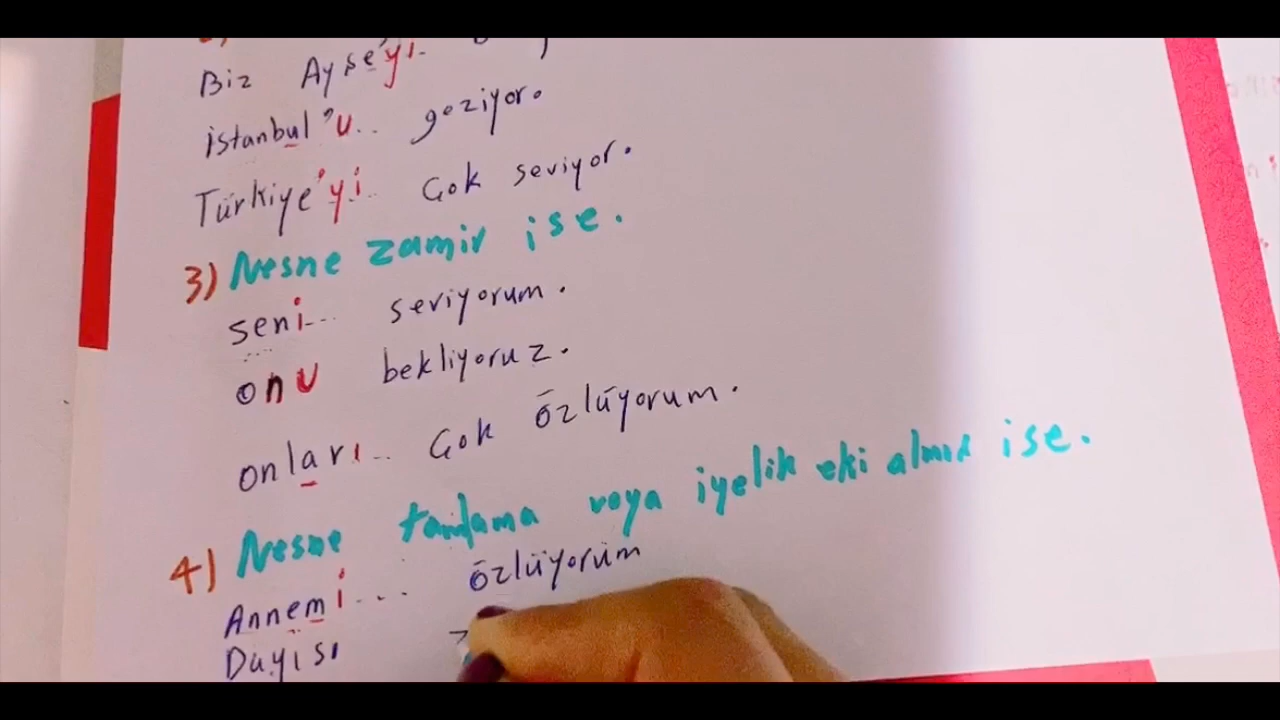 Biz Ayşe'yi..
İstanbul'u.. geziyor.
Türkiye'yi.. Çok seviyor.
3) Nesne zamir ise.
seni... seviyorum.
onu bekliyoruz.
onları... Çok özlüyorum.
4) Nesne tamlama veya iyelik eki almış ise.
Annemi... özlüyorum
Dayısı